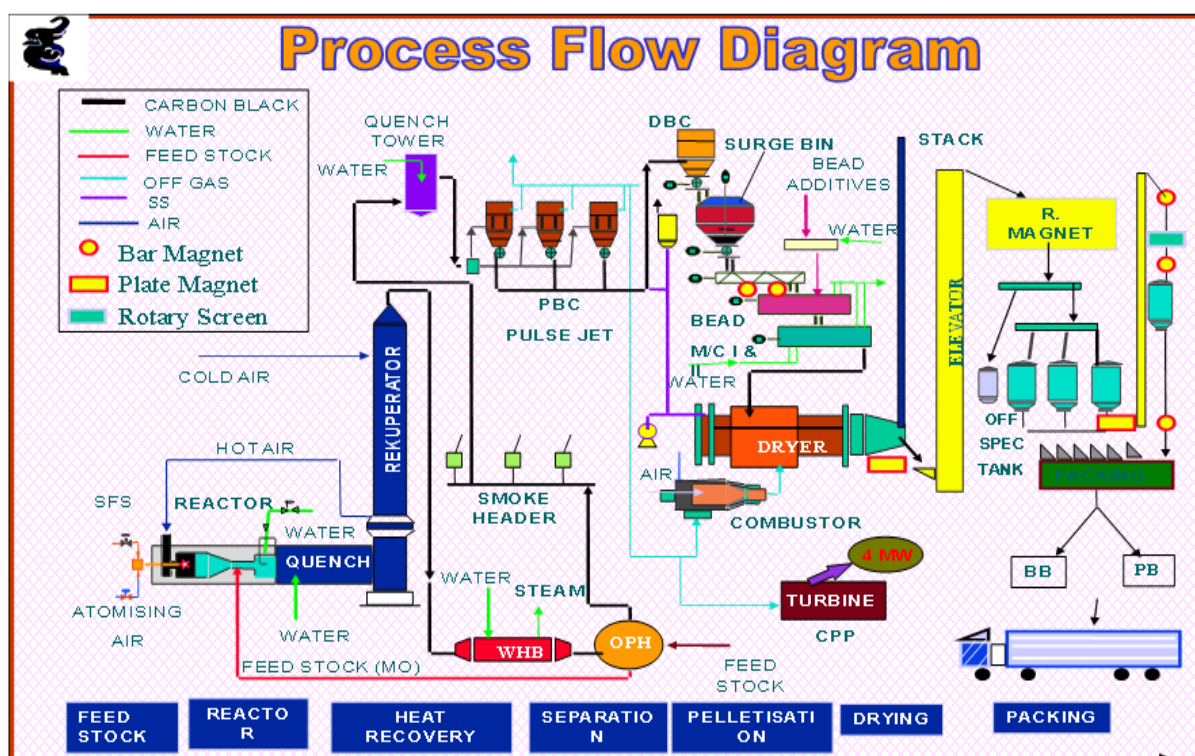 Process Flow Diagram
CARBON BLACK
WATER
FEED STOCK
OFF GAS
SS
AIR
Bar Magnet
Plate Magnet
Rotary Screen
QUENCH
TOWER
WATER
DBC
SURGE BIN
BEAD
ADDITIVES
WATER
STACK
R.
MAGNET
ELEVATOR
PBC
PULSE JET
BEAD
M/C I &
WATER
COLD AIR
REKUPERATOR
HOT AIR
SFS
REACTOR
WATER
QUENCH
ATOMISING
AIR
WATER
FEED STOCK (MO)
SMOKE
HEADER
WATER
STEAM
WHB
OPH
FEED
STOCK
DRYER
AIR
COMBUSTOR
4 MW
TURBINE
CPP
OFF
SPEC
TANK
PACKING
BB
PB
FEED
STOCK
REACTO
R
HEAT
RECOVERY
SEPARATIO
N
PELLETISATI
ON
DRYING
PACKING